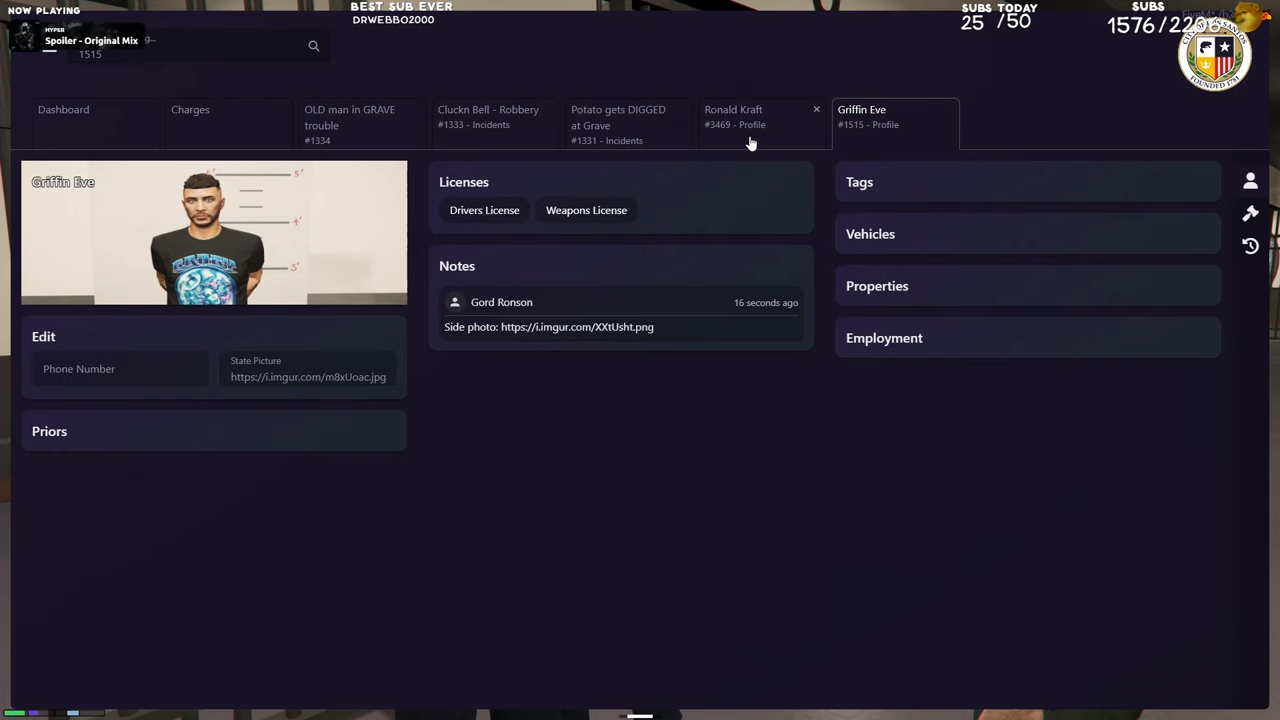 NOW PLAYING
HYPER
Spoiler - Original Mix
1515
BEST SUB EVER
DRWEBBO2000
SUBS TODAY
25 /50
SUBS
1576/2206
Dashboard
Charges
OLD man in GRAVE
trouble
#1334
Cluckn Bell - Robbery
#1333 - Incidents
Potato gets DIGGED
at Grave
#1331 - Incidents
Ronald Kraft
#3469 - Profile
Griffin Eve
#1515 - Profile
Griffin Eve
Edit
Phone Number
State Picture
https://i.imgur.com/m8xUoac.jpg
Priors
Licenses
Drivers License
Weapons License
Notes
Gord Ronson
16 seconds ago
Side photo: https://i.imgur.com/XXtUsht.png
Tags
Vehicles
Properties
Employment